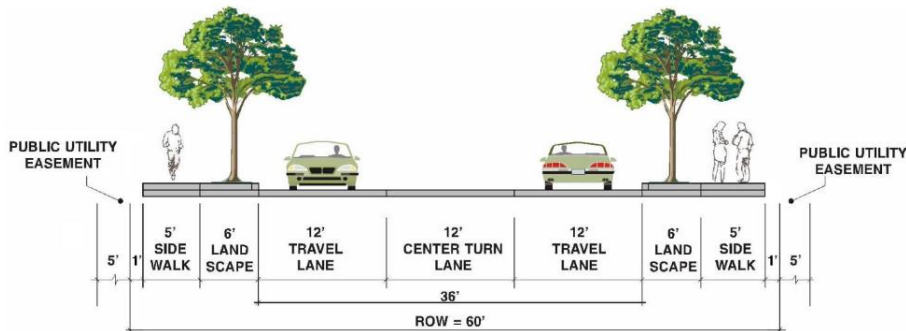 PUBLIC UTILITY
EASEMENT
PUBLIC UTILITY
EASEMENT
5'
1'
5'
SIDE
WALK
6'
LAND
SCAPE
12'
TRAVEL
LANE
12'
CENTER TURN
LANE
12'
TRAVEL
LANE
6'
LAND
SCAPE
5'
SIDE
WALK
1'
5'
36'
ROW = 60'